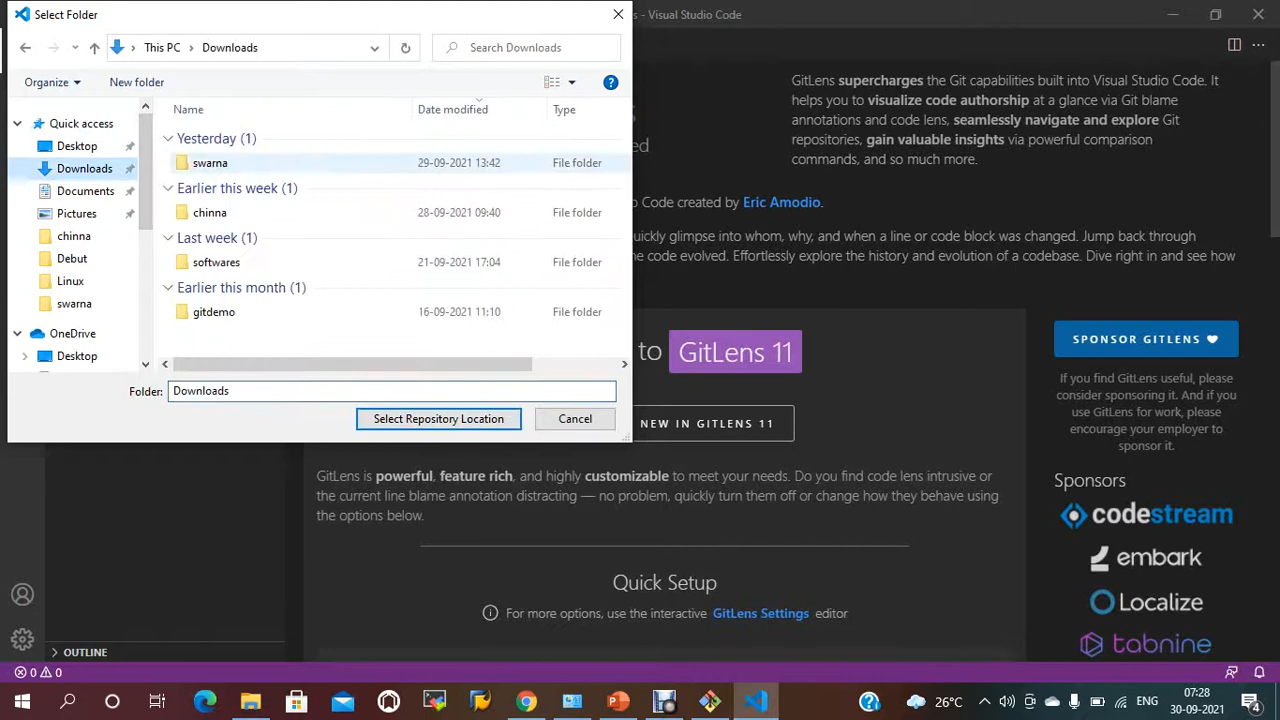 Select Folder
s - Visual Studio Code
This PC
Downloads
Search Downloads
Organize
New folder
Name
Date modified
Type
Quick access
Desktop
Downloads
Documents
Pictures
chinna
Debut
Linux
swarna
OneDrive
Desktop
Yesterday (1)
swarna
29-09-2021 13:42
File folder
Earlier this week (1)
chinna
28-09-2021 09:40
File folder
Last week (1)
softwares
21-09-2021 17:04
File folder
Earlier this month (1)
gitdemo
16-09-2021 11:10
File folder
Folder:
Downloads
Select Repository Location
Cancel
ed
GitLens supercharges the Git capabilities built into Visual Studio Code. It
helps you to visualize code authorship at a glance via Git blame
annotations and code lens, seamlessly navigate and explore Git
repositories, gain valuable insights via powerful comparison
commands, and so much more.
o Code created by Eric Amodio.
uickly glimpse into whom, why, and when a line or code block was changed. Jump back through
he code evolved. Effortlessly explore the history and evolution of a codebase. Dive right in and see how
to GitLens 11
NEW IN GITLENS 11
GitLens is powerful, feature rich, and highly customizable to meet your needs. Do you find code lens intrusive or
the current line blame annotation distracting — no problem, quickly turn them off or change how they behave using
the options below.
Quick Setup
For more options, use the interactive GitLens Settings editor
SPONSOR GITLENS
If you find GitLens useful, please
consider sponsoring it. And if you
use GitLens for work, please
encourage your employer to
sponsor it.
Sponsors
codestream
embark
Localize
tabnine
OUTLINE
0 0
26°C
ENG
07:28
30-09-2021
4